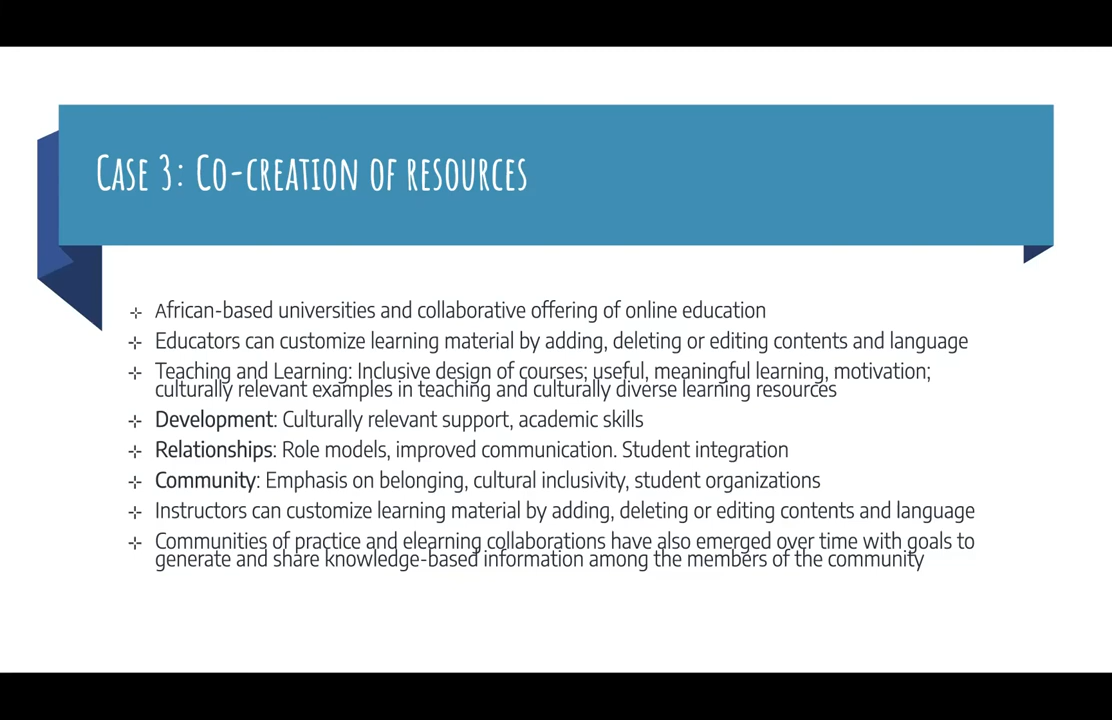 Case 3: Co-creation of resources
African-based universities and collaborative offering of online education
Educators can customize learning material by adding, deleting or editing contents and language
Teaching and Learning: Inclusive design of courses; useful, meaningful learning, motivation;
culturally relevant examples in teaching and culturally diverse learning resources
Development: Culturally relevant support, academic skills
Relationships: Role models, improved communication. Student integration
Community: Emphasis on belonging, cultural inclusivity, student organizations
Instructors can customize learning material by adding, deleting or editing contents and language
Communities of practice and elearning collaborations have also emerged over time with goals to
generate and share knowledge-based information among the members of the community